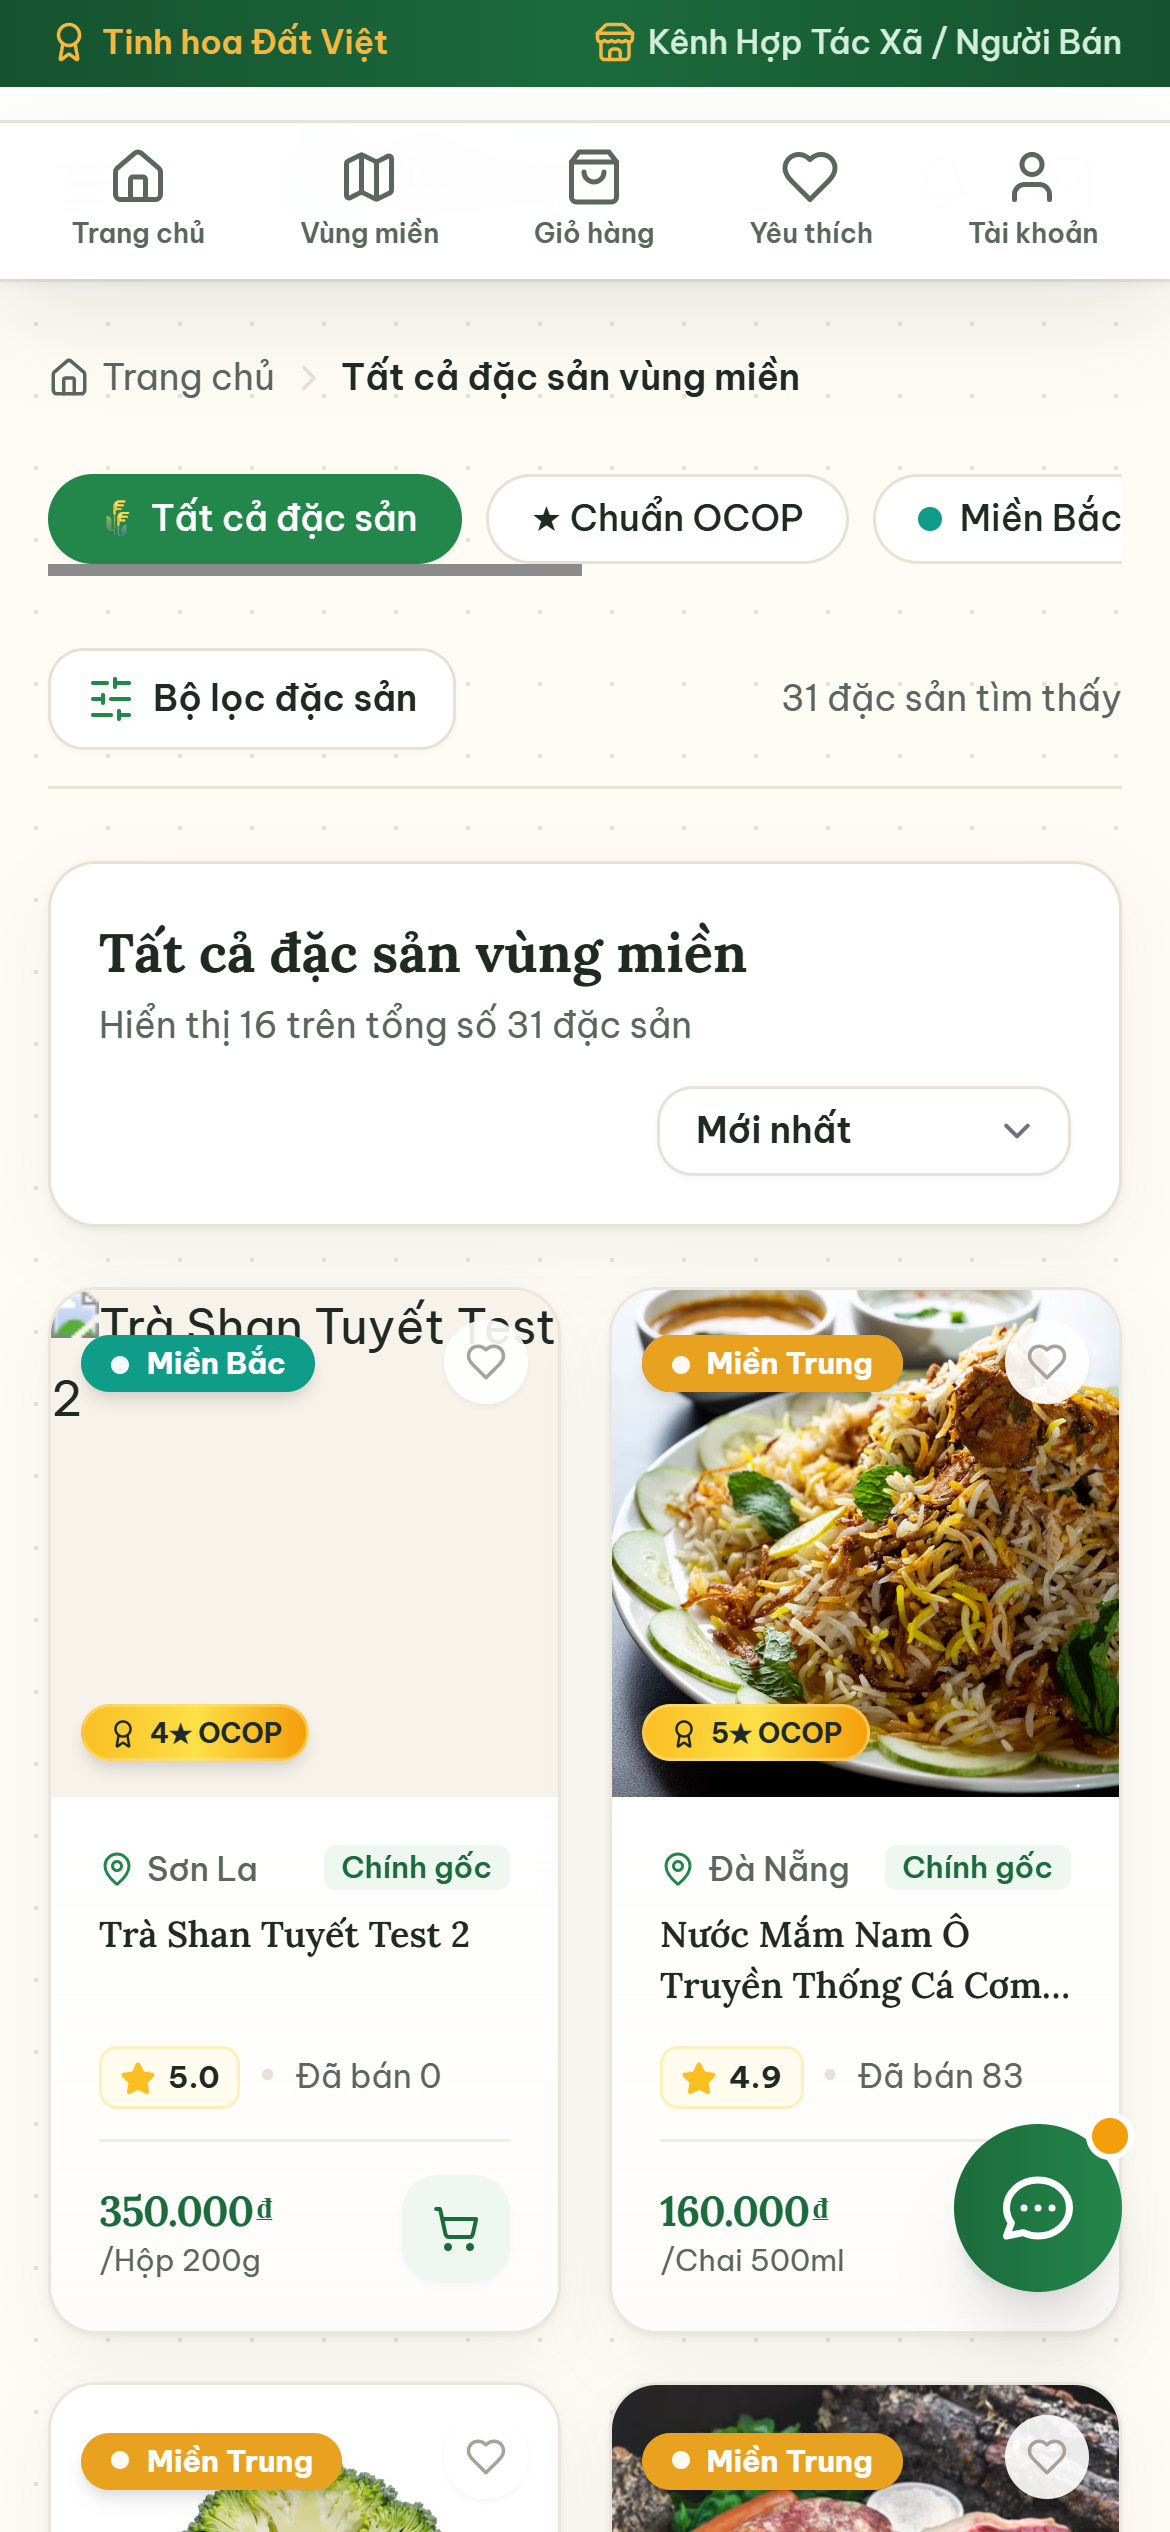 Tinh hoa Đất Việt
Kênh Hợp Tác Xã / Người Bán
Trang chủ
Vùng miền
Giỏ hàng
Yêu thích
Tài khoản
Trang chủ > Tất cả đặc sản vùng miền
Tất cả đặc sản
★ Chuẩn OCOP
Miền Bắc
Bộ lọc đặc sản
31 đặc sản tìm thấy
Tất cả đặc sản vùng miền
Hiển thị 16 trên tổng số 31 đặc sản
Mới nhất
Trà Shan Tuyết Test
2
Miền Bắc
4★ OCOP
Sơn La
Chính gốc
Trà Shan Tuyết Test 2
5.0 • Đã bán 0
350.000₫
/Hộp 200g
Miền Trung
5★ OCOP
Đà Nẵng
Chính gốc
Nước Mắm Nam Ô
Truyền Thống Cá Cơm...
4.9 • Đã bán 83
160.000₫
/Chai 500ml
Miền Trung
Miền Trung